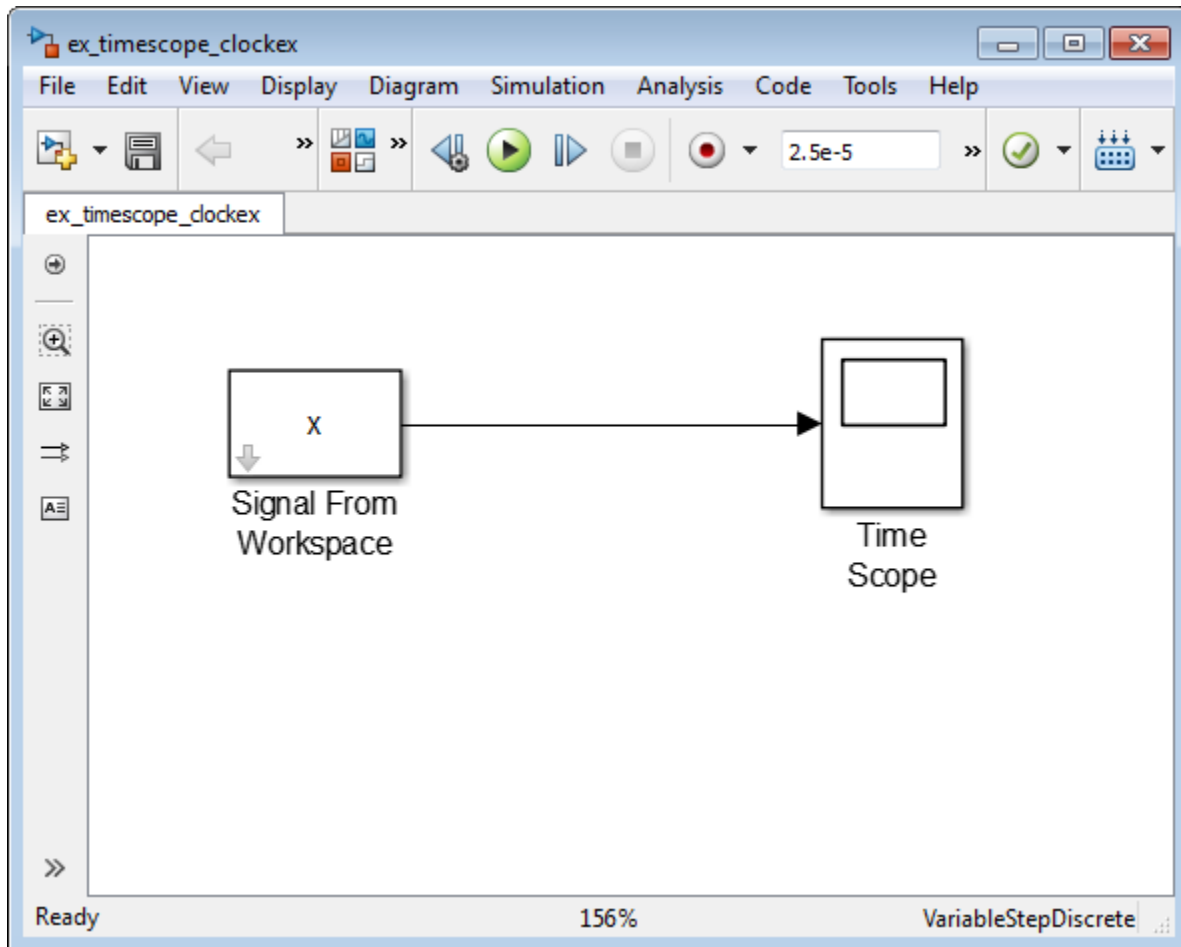 ex_timescope_clockex
File Edit View Display Diagram Simulation Analysis Code Tools Help
2.5e-5
ex_timescope_clockex
x
Signal From
Workspace
Time
Scope
Ready 156% VariableStepDiscrete